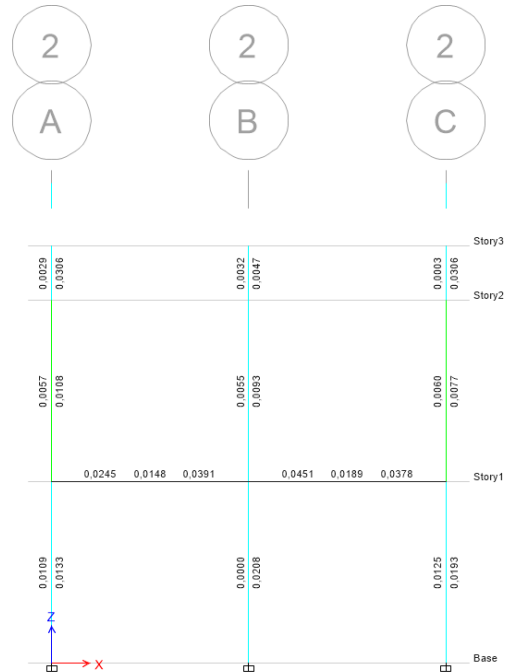 2 2 2
A B C
Story3
0,0029 0,0306 0,0032 0,0047 0,0003 0,0306
Story2
0,0057 0,0108 0,0055 0,0093 0,0060 0,0077
0,0245 0,0148 0,0391 0,0451 0,0189 0,0378
Story1
0,0109 0,0133 0,0000 0,0208 0,0125 0,0193
Z
X
Base